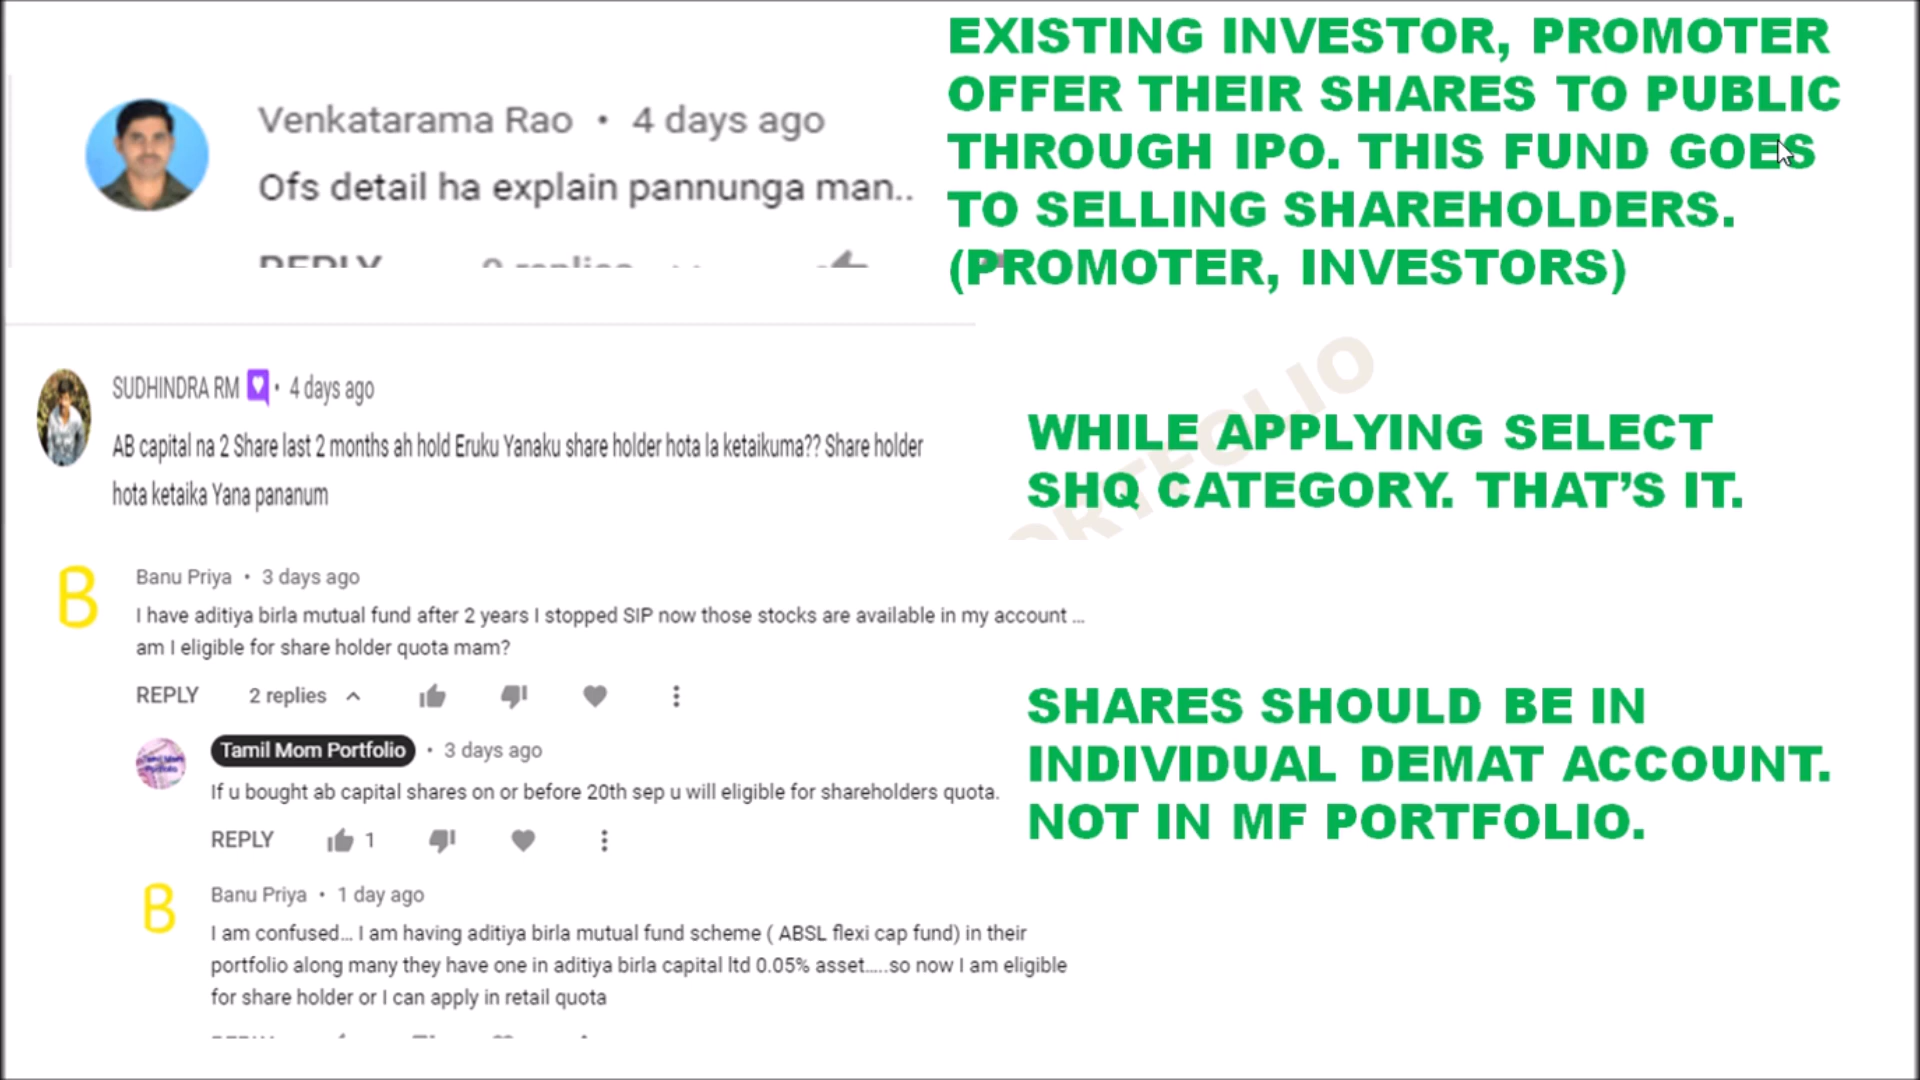 Venkatarama Rao • 4 days ago
Ofs detail ha explain pannunga mam..
REPLY 0 replies
EXISTING INVESTOR, PROMOTER
OFFER THEIR SHARES TO PUBLIC
THROUGH IPO. THIS FUND GOES
TO SELLING SHAREHOLDERS.
(PROMOTER, INVESTORS)
SUDHINDRA RM • 4 days ago
AB capital na 2 Share last 2 months ah hold Eruku Yanaku share holder hota la ketaikuma?? Share holder
hota ketaika Yana pananum
WHILE APPLYING SELECT
SHQ CATEGORY. THAT'S IT.
PORTFOLIO
B
Banu Priya • 3 days ago
I have aditiya birla mutual fund after 2 years I stopped SIP now those stocks are available in my account ...
am I eligible for share holder quota mam?
REPLY 2 replies
Tamil Mom Portfolio • 3 days ago
If u bought ab capital shares on or before 20th sep u will eligible for shareholders quota.
REPLY 1
SHARES SHOULD BE IN
INDIVIDUAL DEMAT ACCOUNT.
NOT IN MF PORTFOLIO.
B
Banu Priya • 1 day ago
I am confused... I am having aditiya birla mutual fund scheme ( ABSL flexi cap fund) in their
portfolio along many they have one in aditiya birla capital ltd 0.05% asset.....so now I am eligible
for share holder or I can apply in retail quota